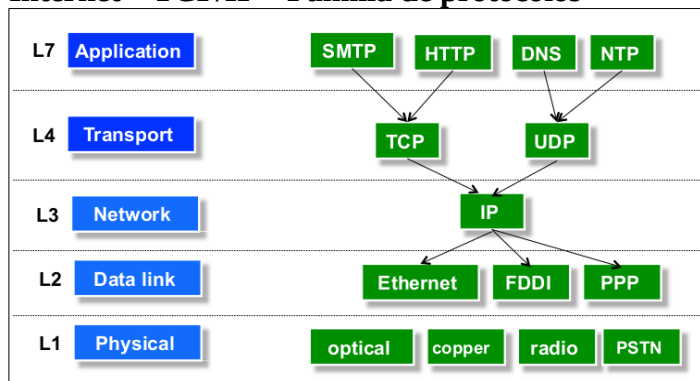 L7 Application SMTP HTTP DNS NTP
L4 Transport TCP UDP
L3 Network IP
L2 Data link Ethernet FDDI PPP
L1 Physical optical copper radio PSTN